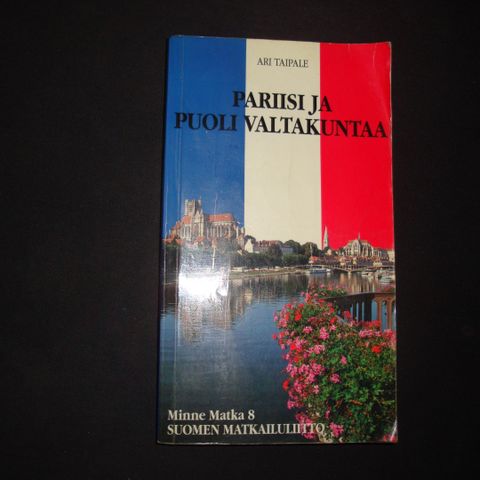 ARI TAIPALE
PARIISI JA
PUOLI VALTAKUNTAA
Minne Matka 8
SUOMEN MATKAILULIITTO